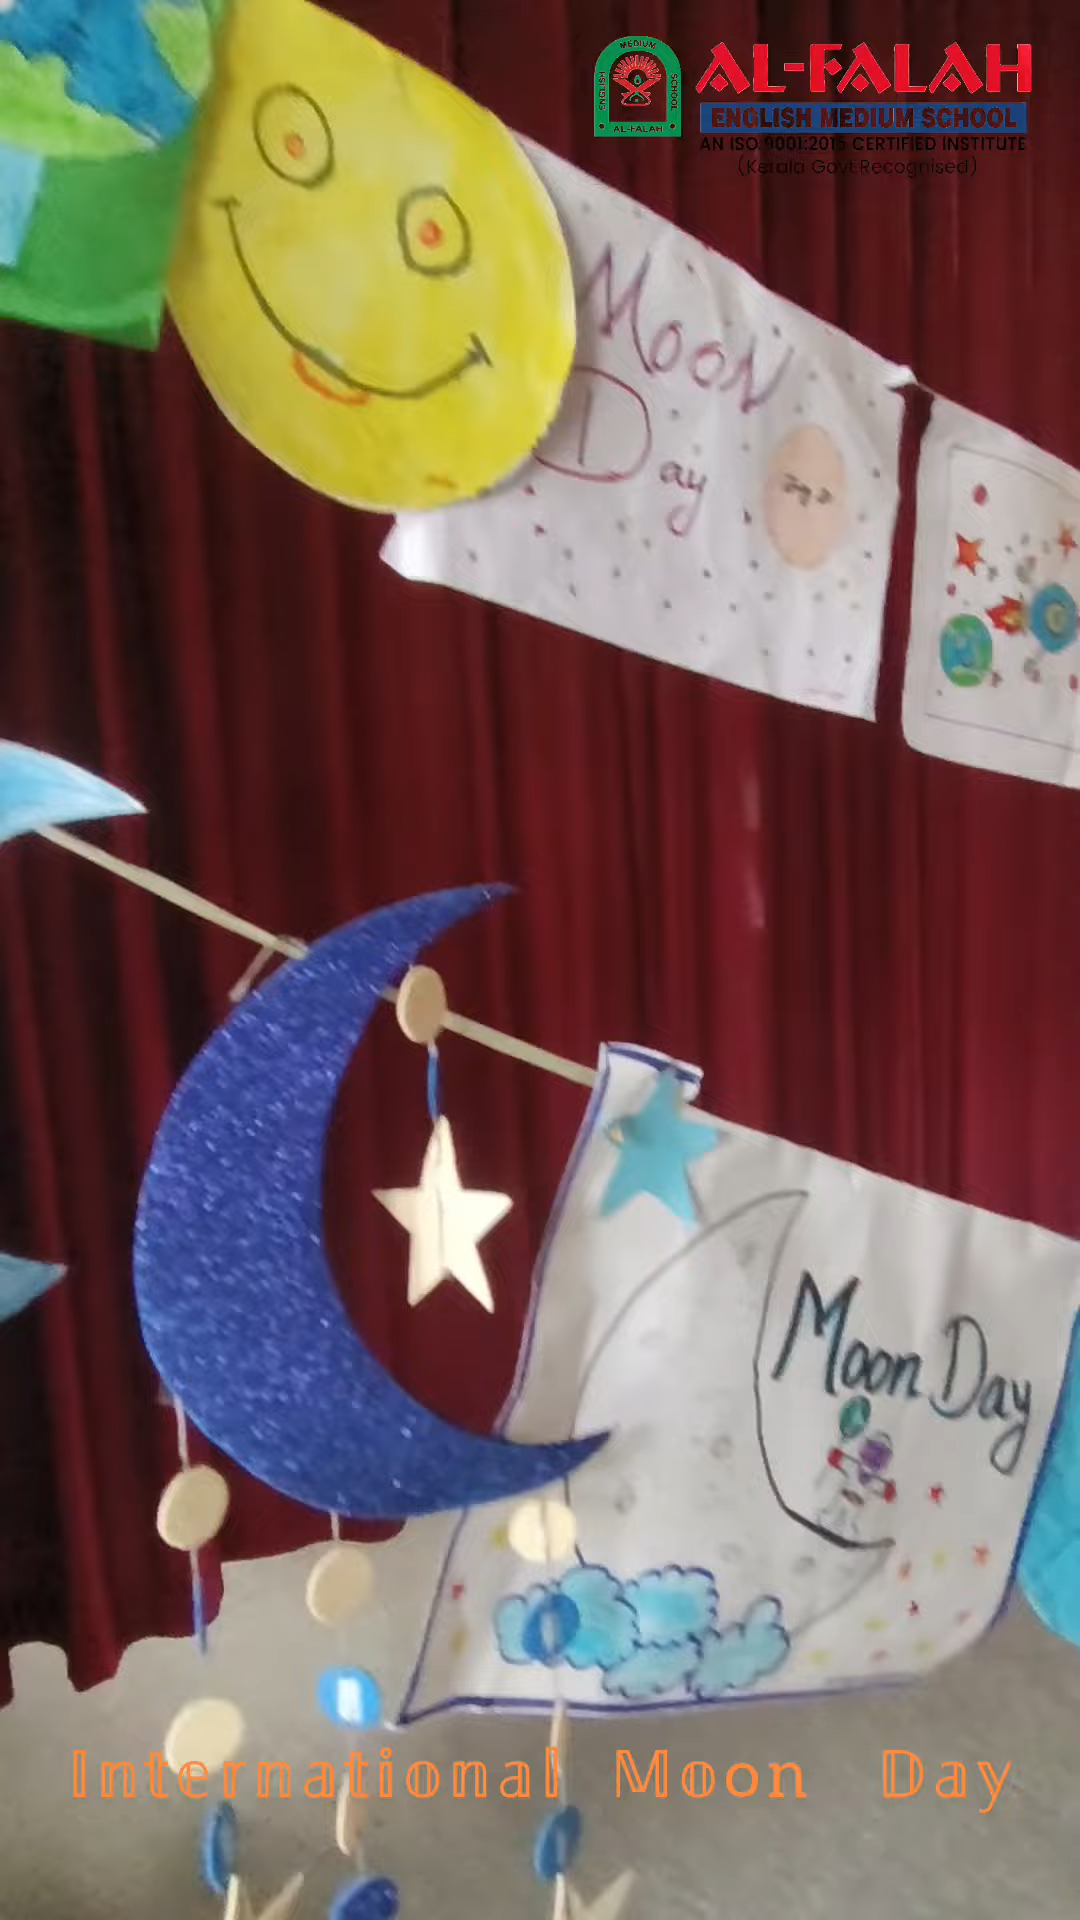 MEDIUM
ENGLISH
SCHOOL
AL-FALAH
AL-FALAH
ENGLISH MEDIUM SCHOOL
AN ISO 9001:2015 CERTIFIED INSTITUTE
(Kerala Govt.Recognised)
Moon
Day
Moon Day
International Moon Day